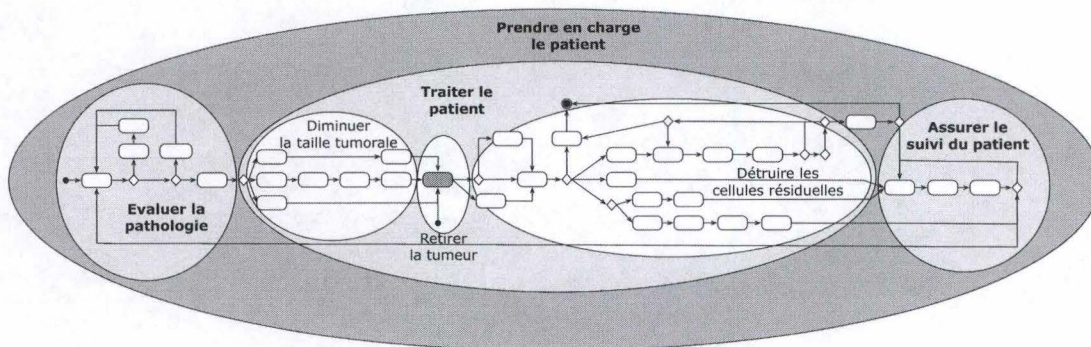 Prendre en charge
le patient
Traiter le
patient
Diminuer
la taille tumorale
Evaluer la
pathologie
Retirer
la tumeur
Détruire les
cellules résiduelles
Assurer le
suivi du patient